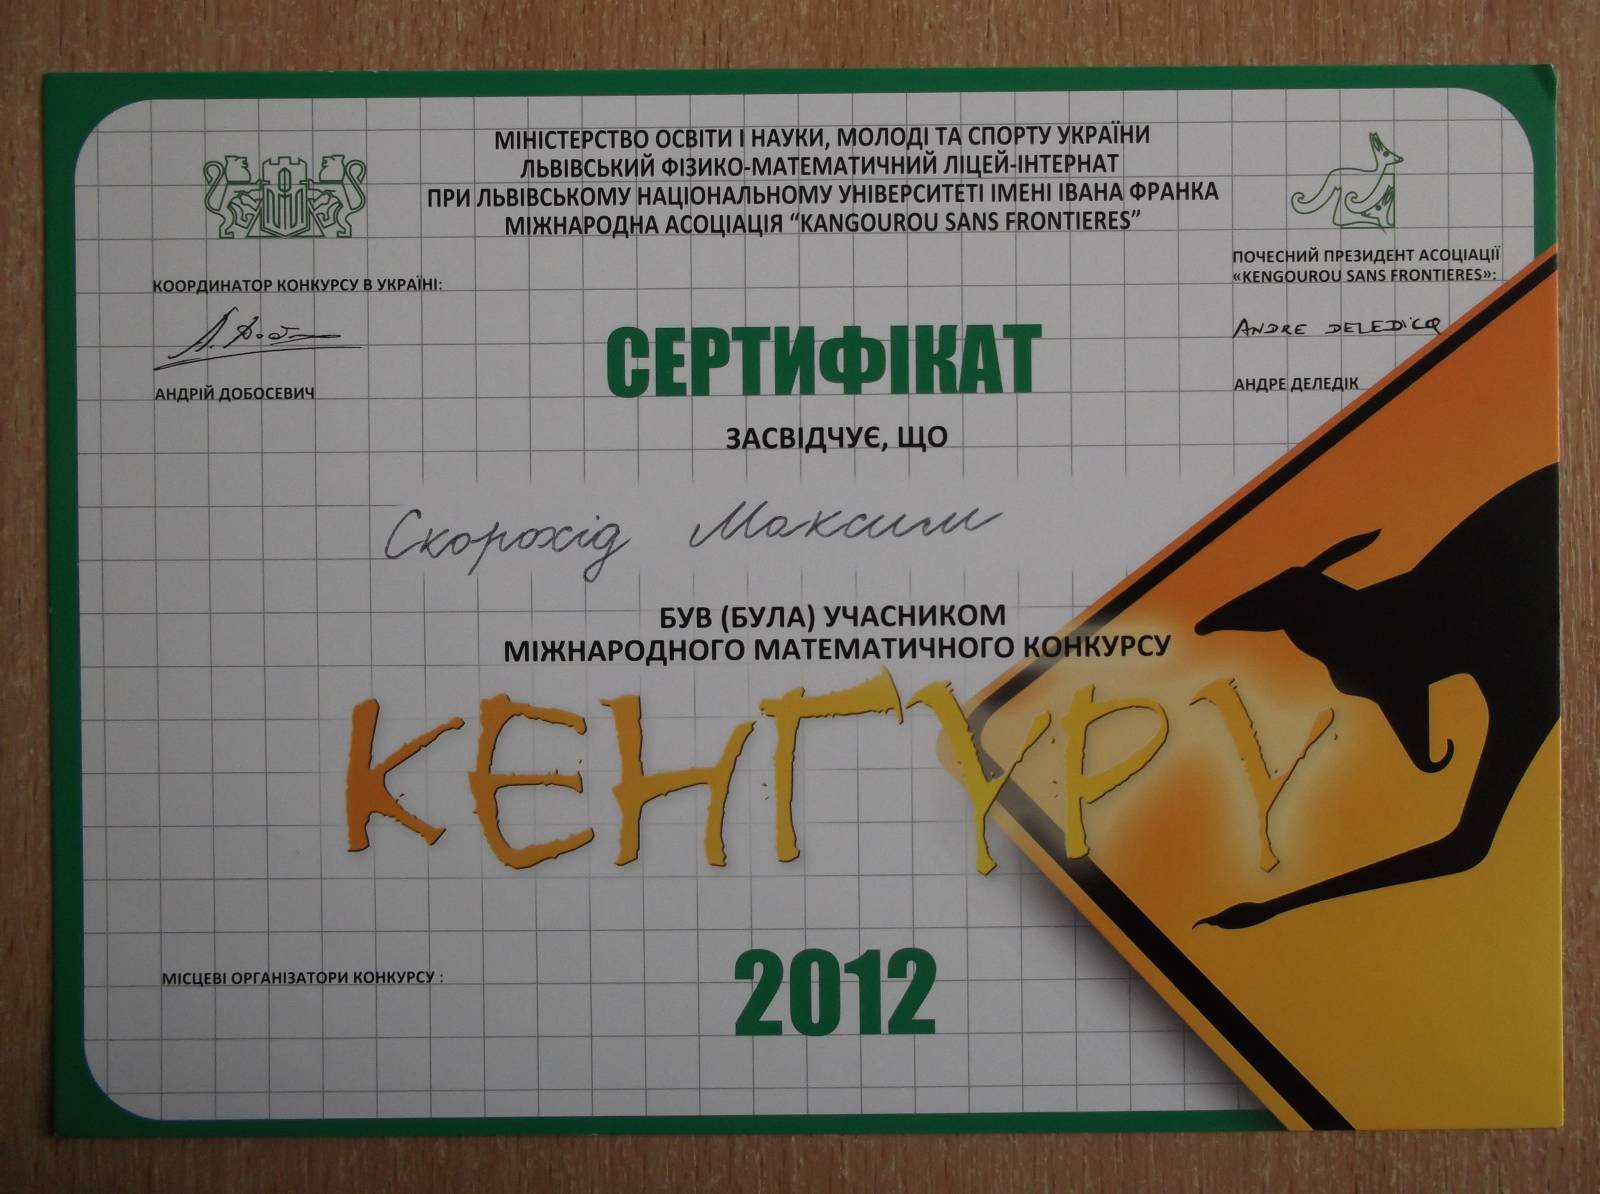 МІНІСТЕРСТВО ОСВІТИ І НАУКИ, МОЛОДІ ТА СПОРТУ УКРАЇНИ
ЛЬВІВСЬКИЙ ФІЗИКО-МАТЕМАТИЧНИЙ ЛІЦЕЙ-ІНТЕРНАТ
ПРИ ЛЬВІВСЬКОМУ НАЦІОНАЛЬНОМУ УНІВЕРСИТЕТІ ІМЕНІ ІВАНА ФРАНКА
МІЖНАРОДНА АСОЦІАЦІЯ “KANGOUROU SANS FRONTIERES”
КООРДИНАТОР КОНКУРСУ В УКРАЇНІ:
А. Доб
АНДРІЙ ДОБОСЕВИЧ
ПОЧЕСНИЙ ПРЕЗИДЕНТ АСОЦІАЦІЇ
«KENGOUROU SANS FRONTIERES»:
ANDRE DELEDICQ
АНДРЕ ДЕЛЕДІК
СЕРТИФІКАТ
ЗАСВІДЧУЄ, ЩО
Скорохід Максим
БУВ (БУЛА) УЧАСНИКОМ
МІЖНАРОДНОГО МАТЕМАТИЧНОГО КОНКУРСУ
КЕНГУРУ
2012
МІСЦЕВІ ОРГАНІЗАТОРИ КОНКУРСУ :